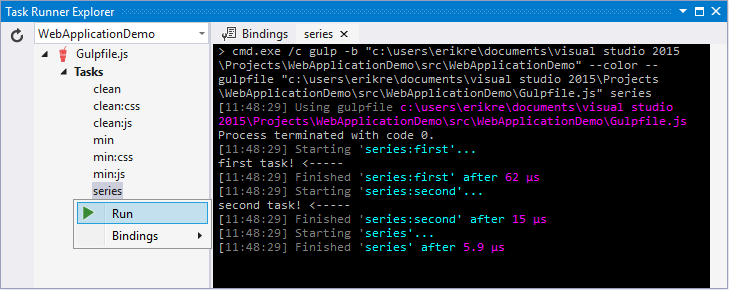 Task Runner Explorer
WebApplicationDemo
Gulpfile.js
Tasks
clean
clean:css
clean:js
min
min:css
min:js
series
Run
Bindings
Bindings series
> cmd.exe /c gulp -b "c:\users\erikre\documents\visual studio 2015
\Projects\WebApplicationDemo\src\WebApplicationDemo" --color --
gulpfile "c:\users\erikre\documents\visual studio 2015\Projects
\WebApplicationDemo\src\WebApplicationDemo\Gulpfile.js" series
[11:48:29] Using gulpfile c:\users\erikre\documents\visual studio
2015\Projects\WebApplicationDemo\src\WebApplicationDemo\Gulpfile.js
Process terminated with code 0.
[11:48:29] Starting 'series:first'...
first task! <-----
[11:48:29] Finished 'series:first' after 62 μs
[11:48:29] Starting 'series:second'...
second task! <-----
[11:48:29] Finished 'series:second' after 15 μs
[11:48:29] Starting 'series'...
[11:48:29] Finished 'series' after 5.9 μs